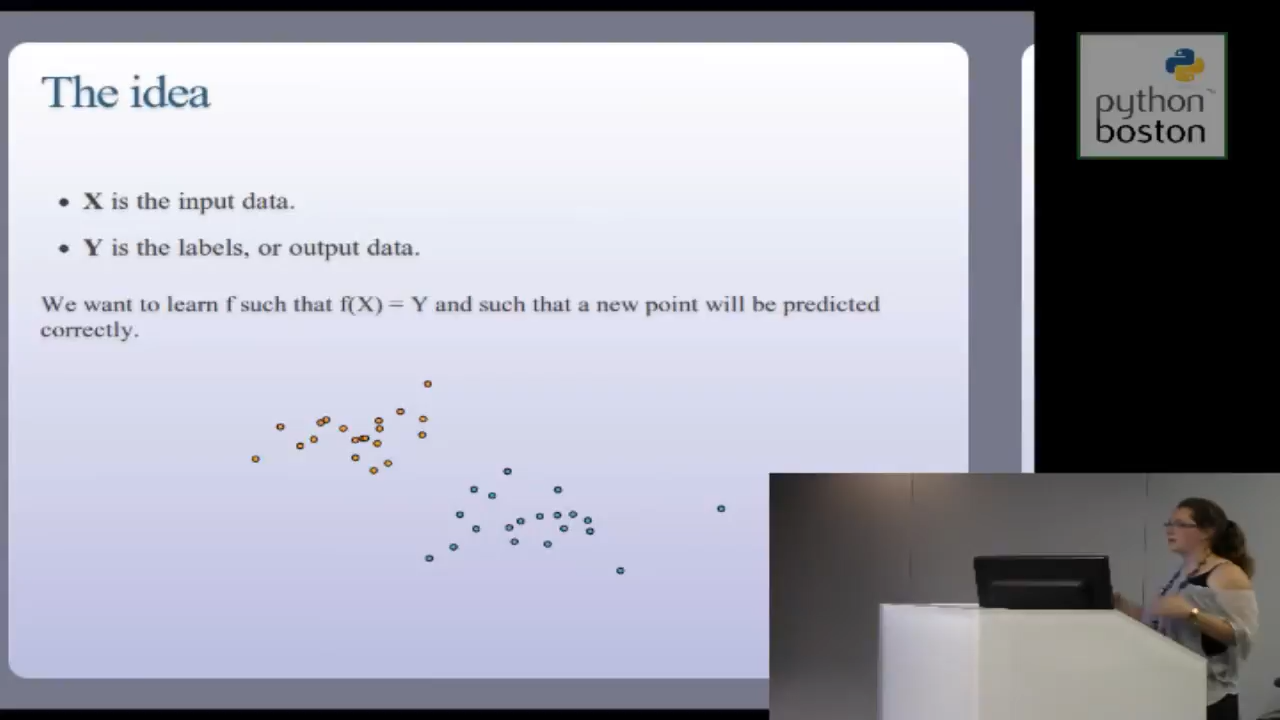 The idea
• X is the input data.
• Y is the labels, or output data.
We want to learn f such that f(X) = Y and such that a new point will be predicted
correctly.
python™
boston